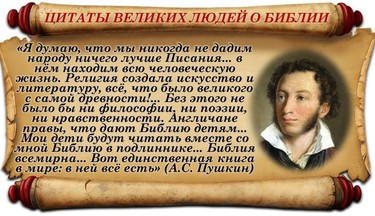 ЦИТАТЫ ВЕЛИКИХ ЛЮДЕЙ О БИБЛИИ
«Я думаю, что мы никогда не дадим
народу ничего лучше Писания... в
нём находим всю человеческую
жизнь. Религия создала искусство и
литературу, всё, что было великого
с самой древности!... Без этого не
было бы ни философии, ни поэзии,
ни нравственности. Англичане
правы, что дают Библию детям...
Мои дети будут читать вместе со
мной Библию в подлиннике... Библия
всемирна... Вот единственная книга
в мире: в ней всё есть» (А.С. Пушкин)